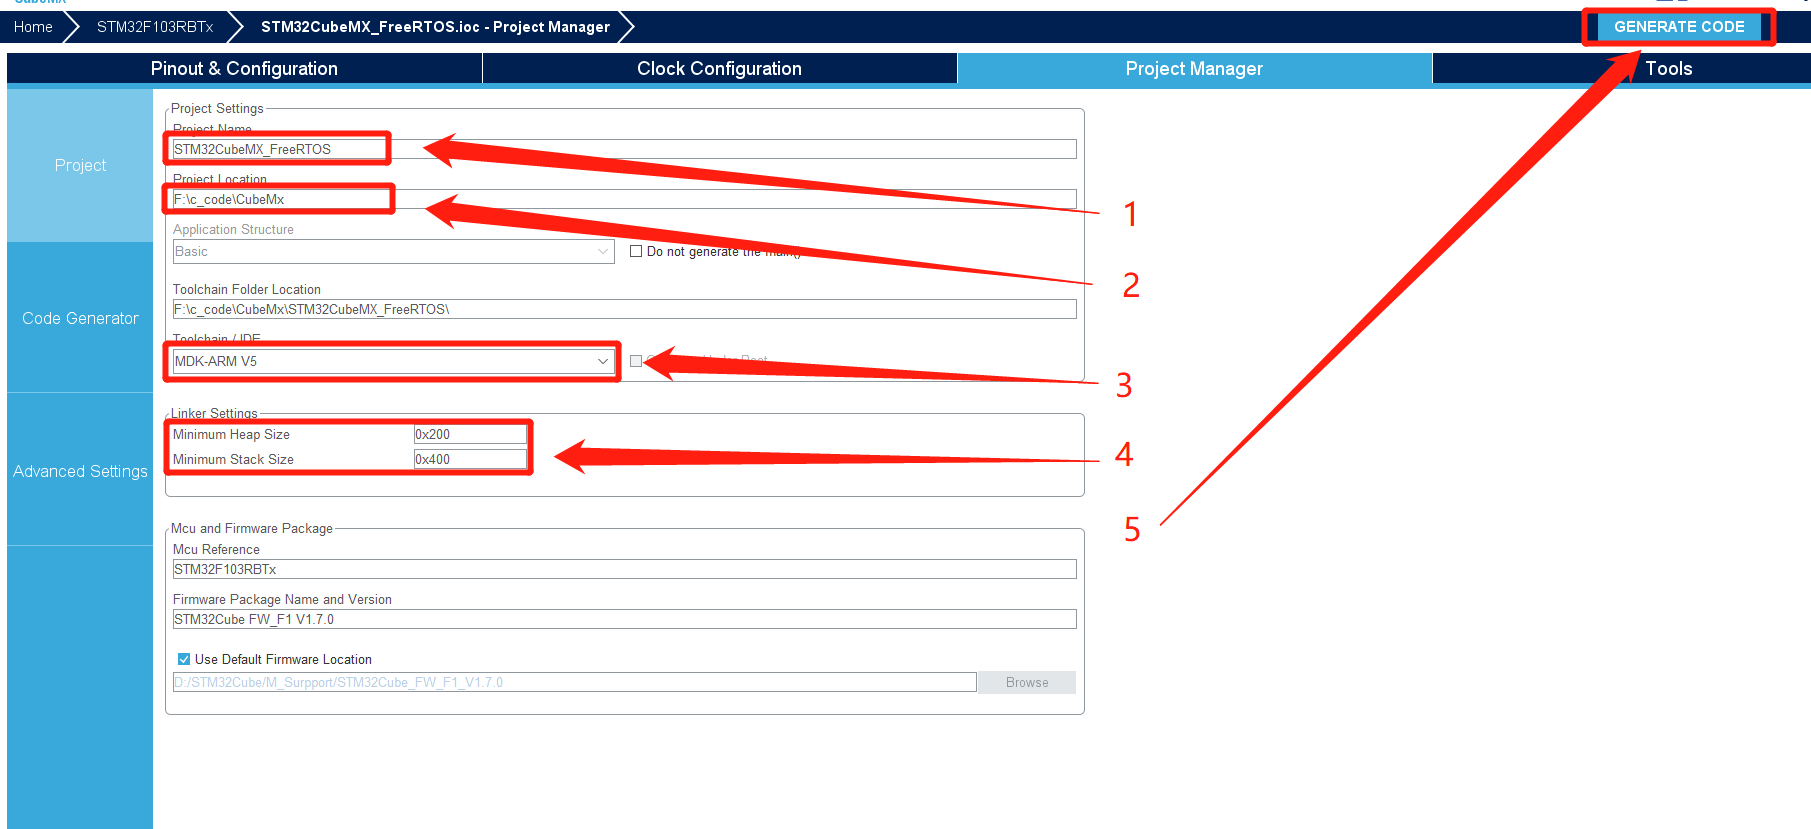 CubeMX
Home STM32F103RBTx STM32CubeMX_FreeRTOS.ioc - Project Manager GENERATE CODE
Pinout & Configuration Clock Configuration Project Manager Tools
Project
Code Generator
Advanced Settings
Project Settings
Project Name
STM32CubeMX_FreeRTOS
Project Location
F:\c_code\CubeMx
Application Structure
Basic
Do not generate the main()
Toolchain Folder Location
F:\c_code\CubeMx\STM32CubeMX_FreeRTOS\
Toolchain / IDE
MDK-ARM V5
Linker Settings
Minimum Heap Size 0x200
Minimum Stack Size 0x400
Mcu and Firmware Package
Mcu Reference
STM32F103RBTx
Firmware Package Name and Version
STM32Cube FW_F1 V1.7.0
Use Default Firmware Location
D:/STM32Cube/M_Surpport/STM32Cube_FW_F1_V1.7.0 Browse
1
2
3
4
5